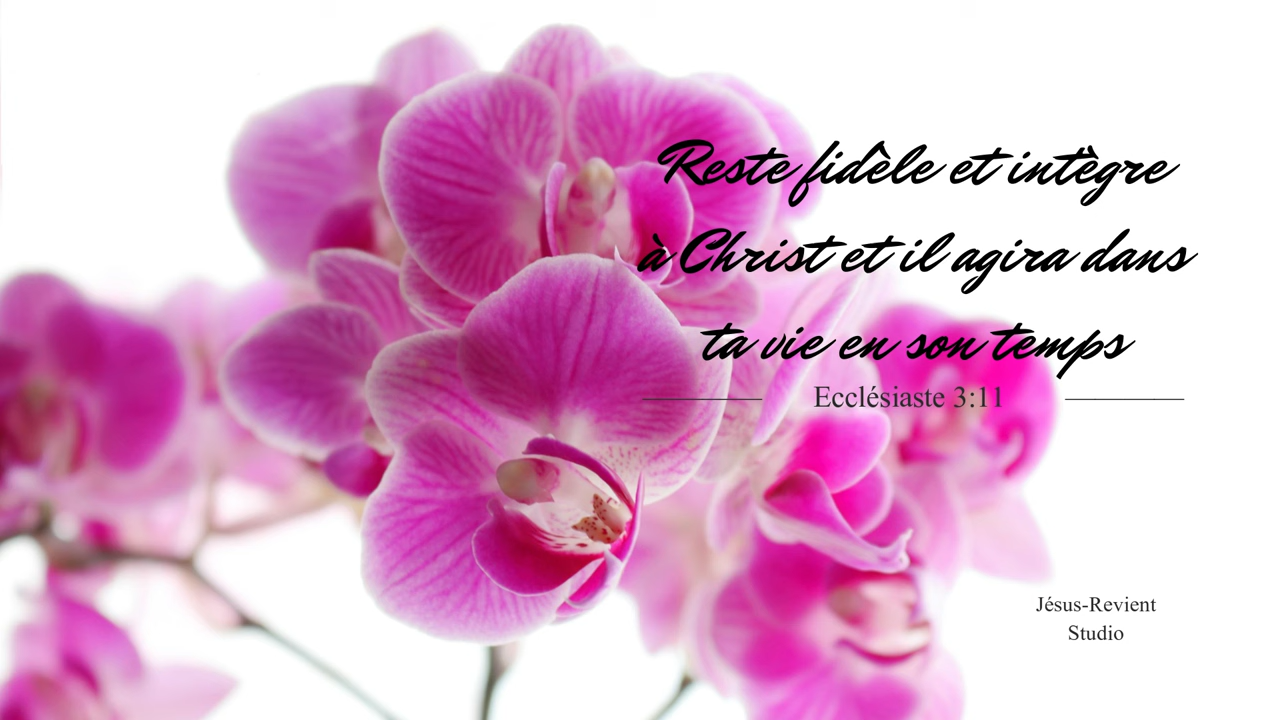 Reste fidèle et intègre
à Christ et il agira dans
ta vie en son temps
Ecclésiaste 3:11
Jésus-Revient
Studio